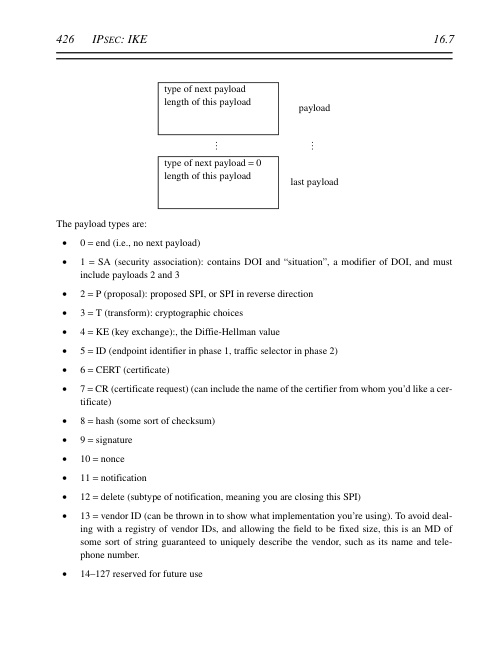 426 IPSEC: IKE 16.7
type of next payload
length of this payload
payload
⋮ ⋮
type of next payload = 0
length of this payload
last payload
The payload types are:
• 0 = end (i.e., no next payload)
• 1 = SA (security association): contains DOI and “situation”, a modifier of DOI, and must
include payloads 2 and 3
• 2 = P (proposal): proposed SPI, or SPI in reverse direction
• 3 = T (transform): cryptographic choices
• 4 = KE (key exchange):, the Diffie-Hellman value
• 5 = ID (endpoint identifier in phase 1, traffic selector in phase 2)
• 6 = CERT (certificate)
• 7 = CR (certificate request) (can include the name of the certifier from whom you’d like a cer-
tificate)
• 8 = hash (some sort of checksum)
• 9 = signature
• 10 = nonce
• 11 = notification
• 12 = delete (subtype of notification, meaning you are closing this SPI)
• 13 = vendor ID (can be thrown in to show what implementation you’re using). To avoid deal-
ing with a registry of vendor IDs, and allowing the field to be fixed size, this is an MD of
some sort of string guaranteed to uniquely describe the vendor, such as its name and tele-
phone number.
• 14–127 reserved for future use